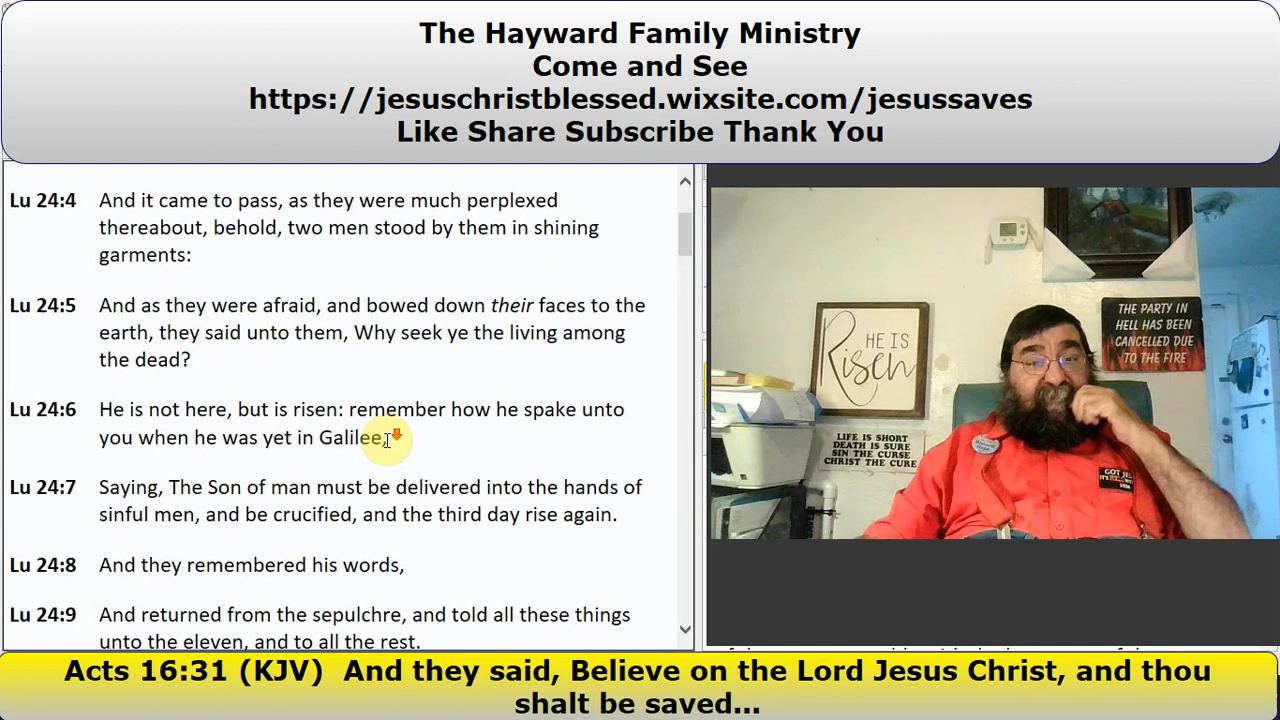 The Hayward Family Ministry
Come and See
https://jesuschristblessed.wixsite.com/jesussaves
Like Share Subscribe Thank You
Lu 24:4 And it came to pass, as they were much perplexed
thereabout, behold, two men stood by them in shining
garments:
Lu 24:5 And as they were afraid, and bowed down their faces to the
earth, they said unto them, Why seek ye the living among
the dead?
Lu 24:6 He is not here, but is risen: remember how he spake unto
you when he was yet in Galilee,
Lu 24:7 Saying, The Son of man must be delivered into the hands of
sinful men, and be crucified, and the third day rise again.
Lu 24:8 And they remembered his words,
Lu 24:9 And returned from the sepulchre, and told all these things
unto the eleven, and to all the rest.
HE IS
Risen
THE PARTY IN
HELL HAS BEEN
CANCELLED DUE
TO THE FIRE
LIFE IS SHORT
DEATH IS SURE
SIN THE CURSE
CHRIST THE CURE
GOT
Acts 16:31 (KJV) And they said, Believe on the Lord Jesus Christ, and thou
shalt be saved...